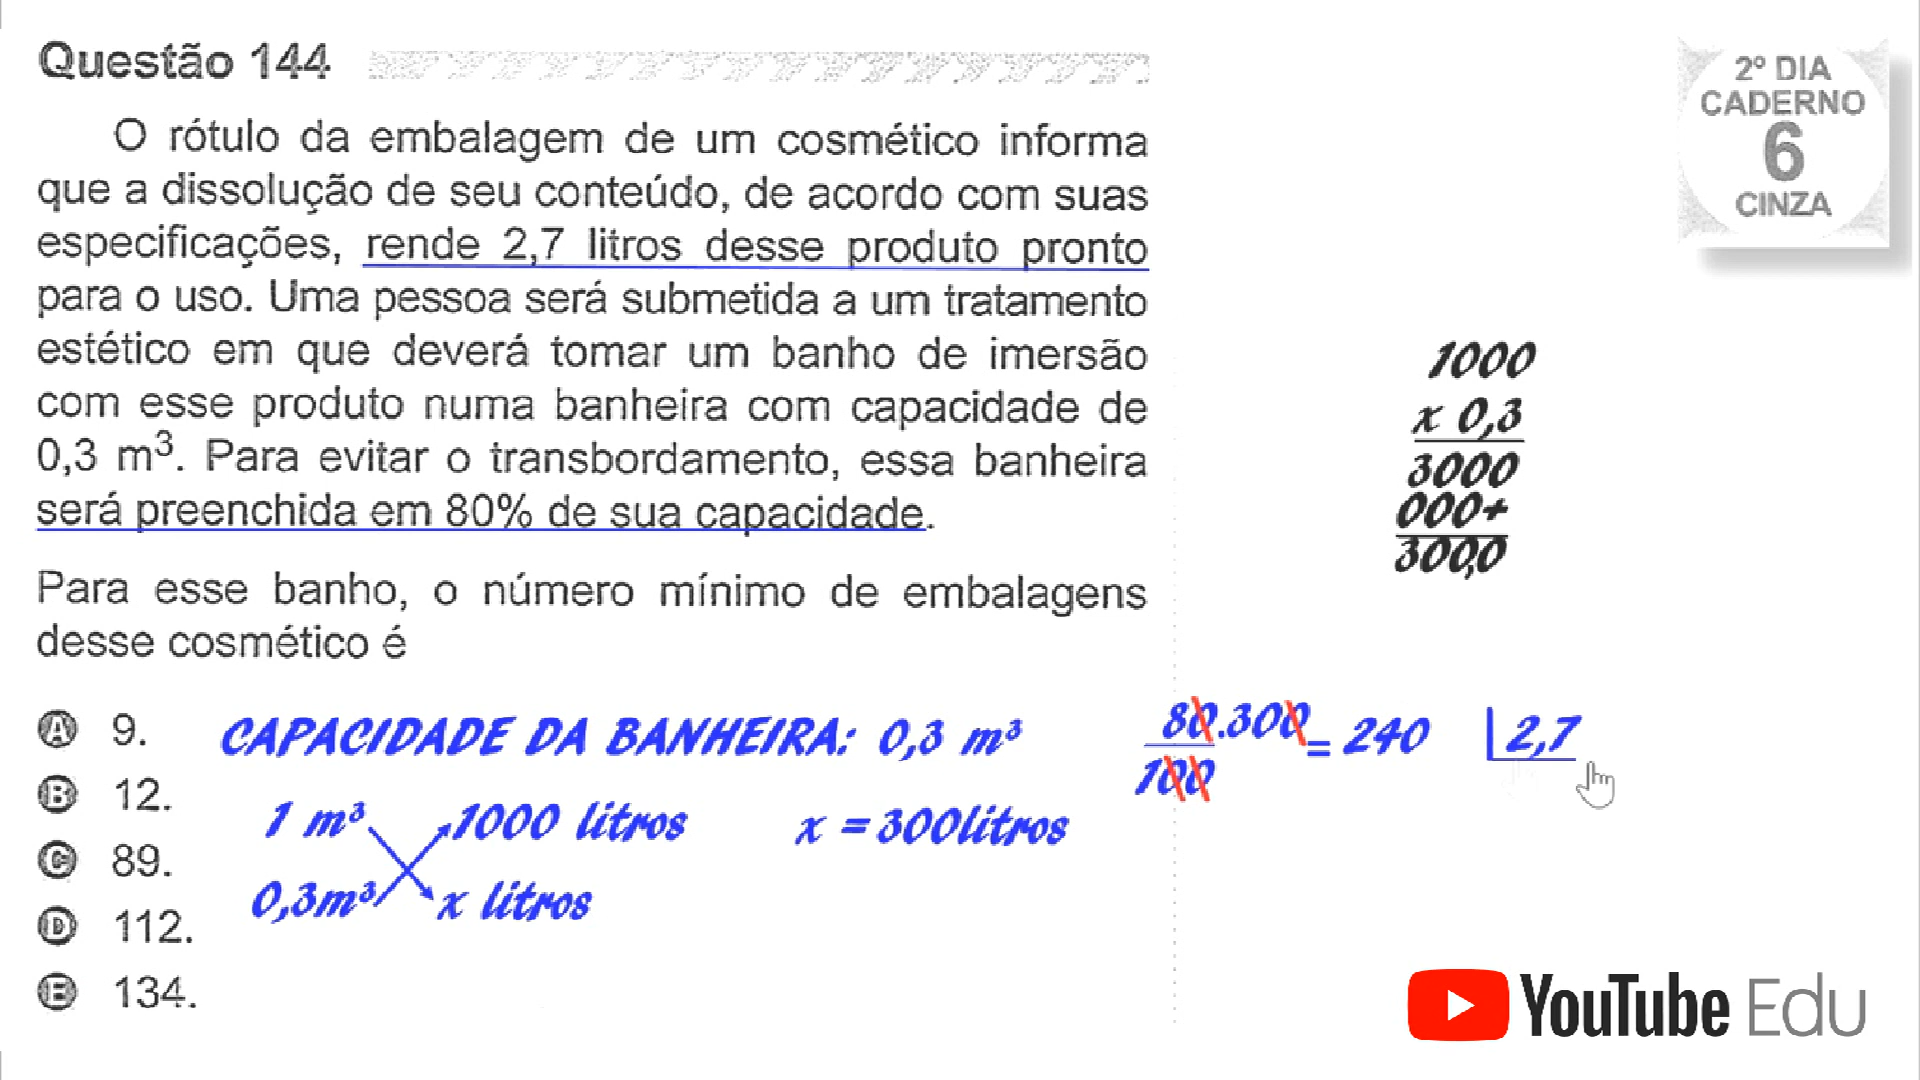 Questão 144
O rótulo da embalagem de um cosmético informa
que a dissolução de seu conteúdo, de acordo com suas
especificações, rende 2,7 litros desse produto pronto
para o uso. Uma pessoa será submetida a um tratamento
estético em que deverá tomar um banho de imersão
com esse produto numa banheira com capacidade de
0,3 m³. Para evitar o transbordamento, essa banheira
será preenchida em 80% de sua capacidade.
Para esse banho, o número mínimo de embalagens
desse cosmético é
A 9.
B 12.
C 89.
D 112.
E 134.
CAPACIDADE DA BANHEIRA: 0,3 m³
1 m³ 1000 litros
0,3m³ x litros
x = 300litros
2º DIA
CADERNO
6
CINZA
1000
x 0,3
3000
000+
300,0
80.300 = 240 2,7
100
YouTube Edu